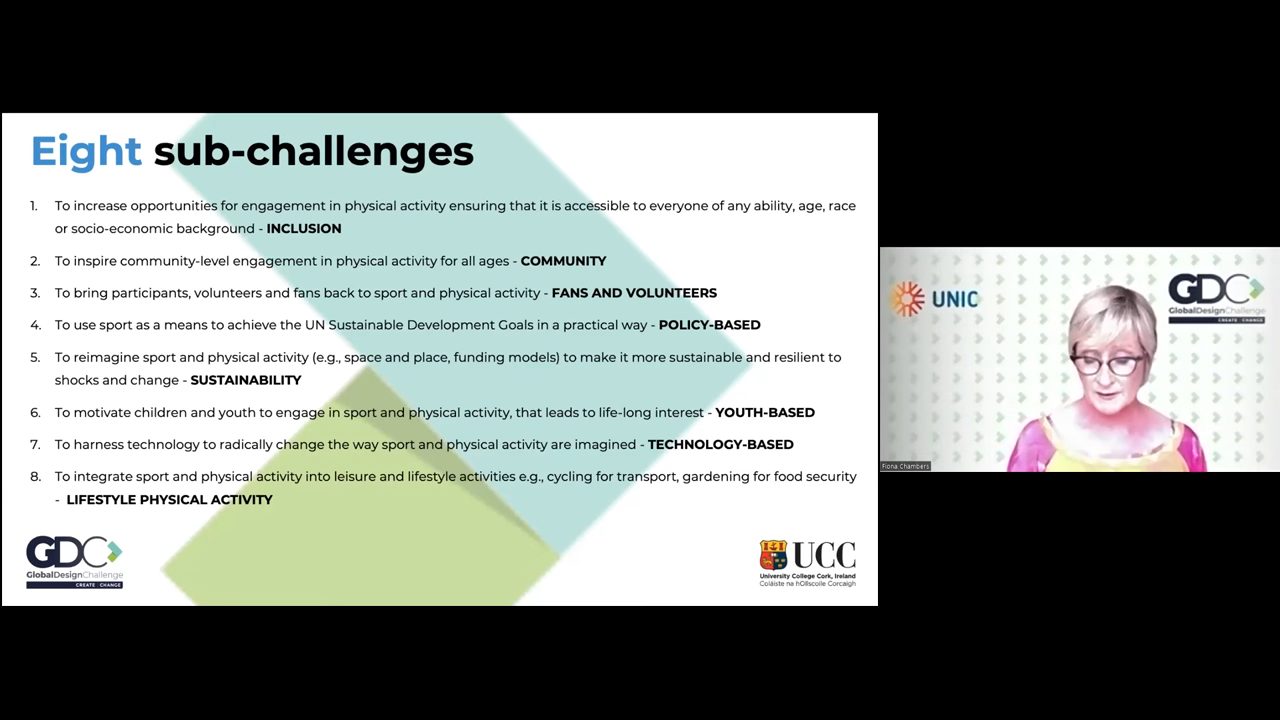 Eight sub-challenges
1. To increase opportunities for engagement in physical activity ensuring that it is accessible to everyone of any ability, age, race
or socio-economic background - INCLUSION
2. To inspire community-level engagement in physical activity for all ages - COMMUNITY
3. To bring participants, volunteers and fans back to sport and physical activity - FANS AND VOLUNTEERS
4. To use sport as a means to achieve the UN Sustainable Development Goals in a practical way - POLICY-BASED
5. To reimagine sport and physical activity (e.g., space and place, funding models) to make it more sustainable and resilient to
shocks and change - SUSTAINABILITY
6. To motivate children and youth to engage in sport and physical activity, that leads to life-long interest - YOUTH-BASED
7. To harness technology to radically change the way sport and physical activity are imagined - TECHNOLOGY-BASED
8. To integrate sport and physical activity into leisure and lifestyle activities e.g., cycling for transport, gardening for food security
- LIFESTYLE PHYSICAL ACTIVITY
GDC
GlobalDesignChallenge
CREATE CHANGE
UCC
University College Cork, Ireland
Coláiste na hOllscoile Corcaigh
UNIC
GDC
GlobalDesignChallenge
CREATE CHANGE
Fiona Chambers